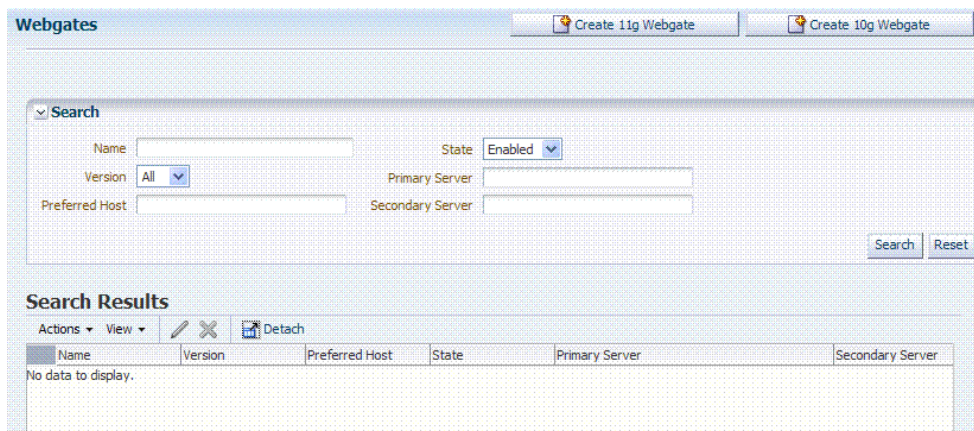 Webgates
Create 11g Webgate
Create 10g Webgate
Search
Name
State Enabled
Version All
Primary Server
Preferred Host
Secondary Server
Search Reset
Search Results
Actions View Detach
Name Version Preferred Host State Primary Server Secondary Server
No data to display.